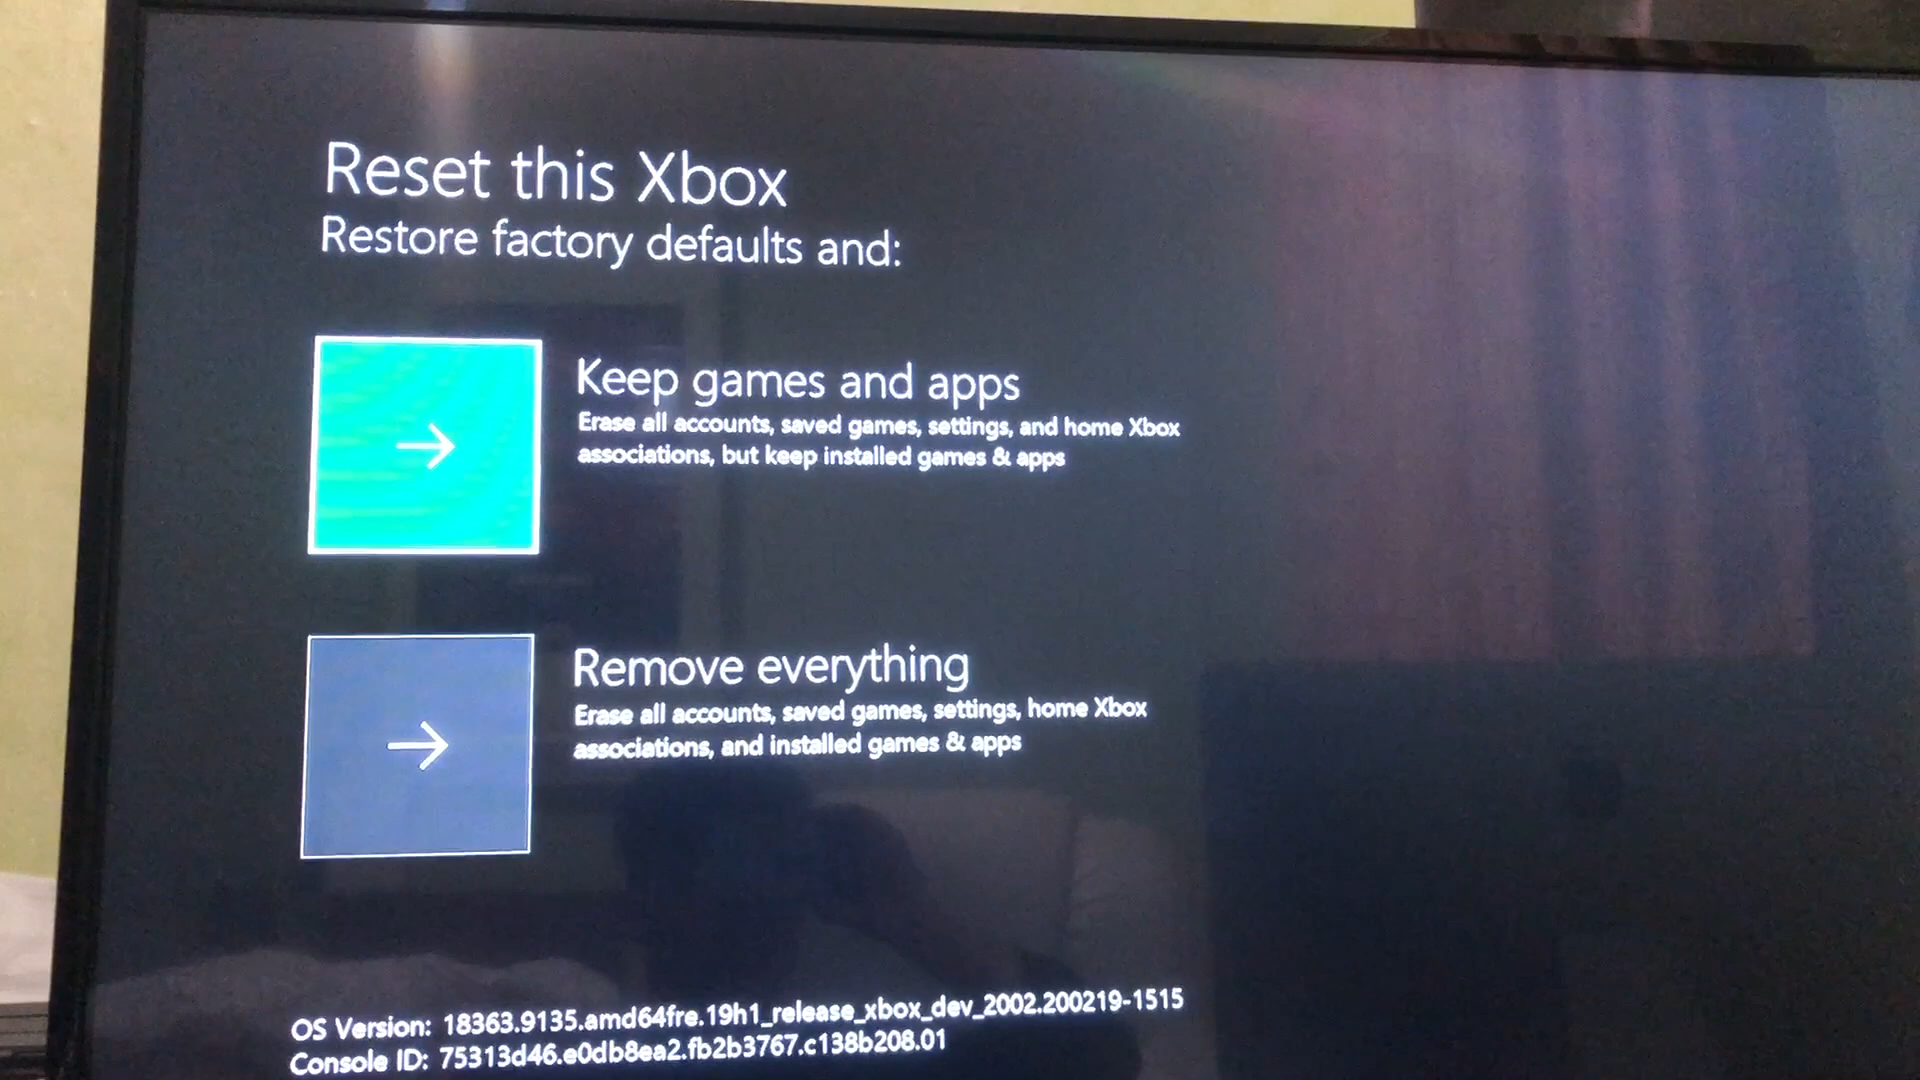 Reset this Xbox
Restore factory defaults and:
Keep games and apps
Erase all accounts, saved games, settings, and home Xbox
associations, but keep installed games & apps
Remove everything
Erase all accounts, saved games, settings, home Xbox
associations, and installed games & apps
OS Version: 18363.9135.amd64fre.19h1_release_xbox_dev_2002.200219-1515
Console ID: 75313d46.e0db8ea2.fb2b3767.c138b208.01